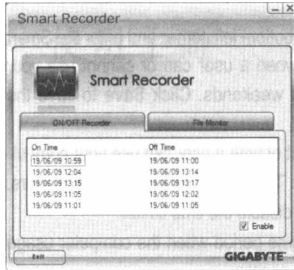 Smart Recorder
Smart Recorder
ON/OFF Recorder
File Monitor
On Time Off Time
19/06/09 10:59 19/06/09 11:00
19/06/09 12:04 19/06/09 13:14
19/06/09 13:15 19/06/09 13:17
19/06/09 11:05 19/06/09 12:02
19/06/09 11:01 19/06/09 11:05
Enable
Exit
GIGABYTE